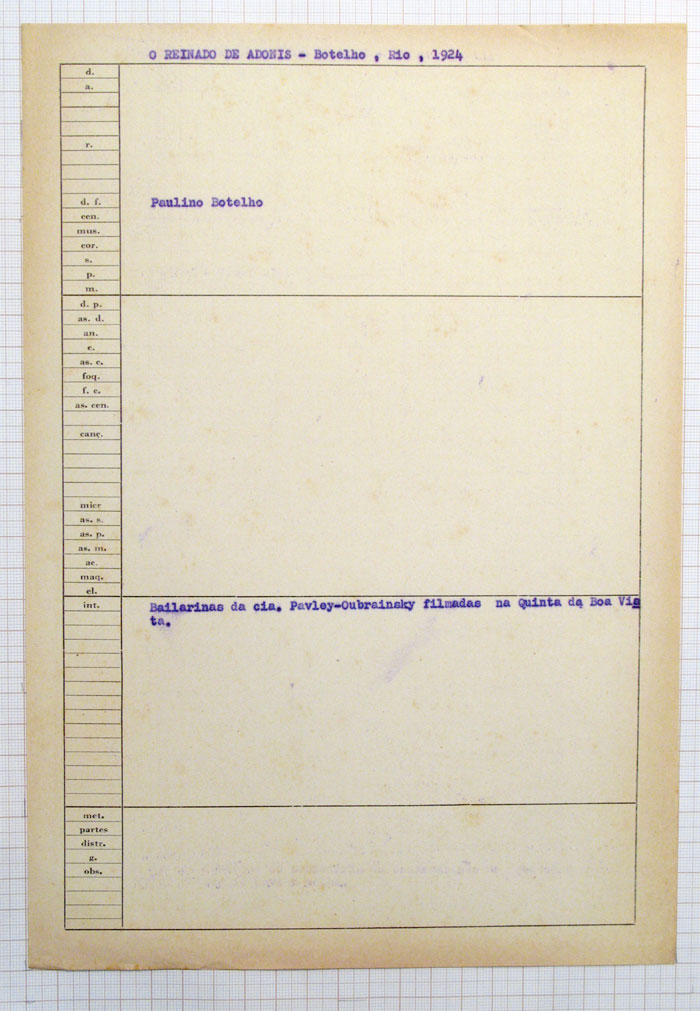 O REINADO DE ADONIS - Botelho , Rio , 1924
d.
a.
r.
d. f. Paulino Botelho
cen.
mus.
cor.
s.
p.
m.
d. p.
as. d.
an.
c.
as. c.
foq.
f. c.
as. cen.
canç.
micr
as. s.
as. p.
as. m.
ac.
maq.
el.
int. Bailarinas da cia. Pavley-Oubrainsky filmadas na Quinta da Boa Vis
ta.
met.
partes
distr.
g.
obs.